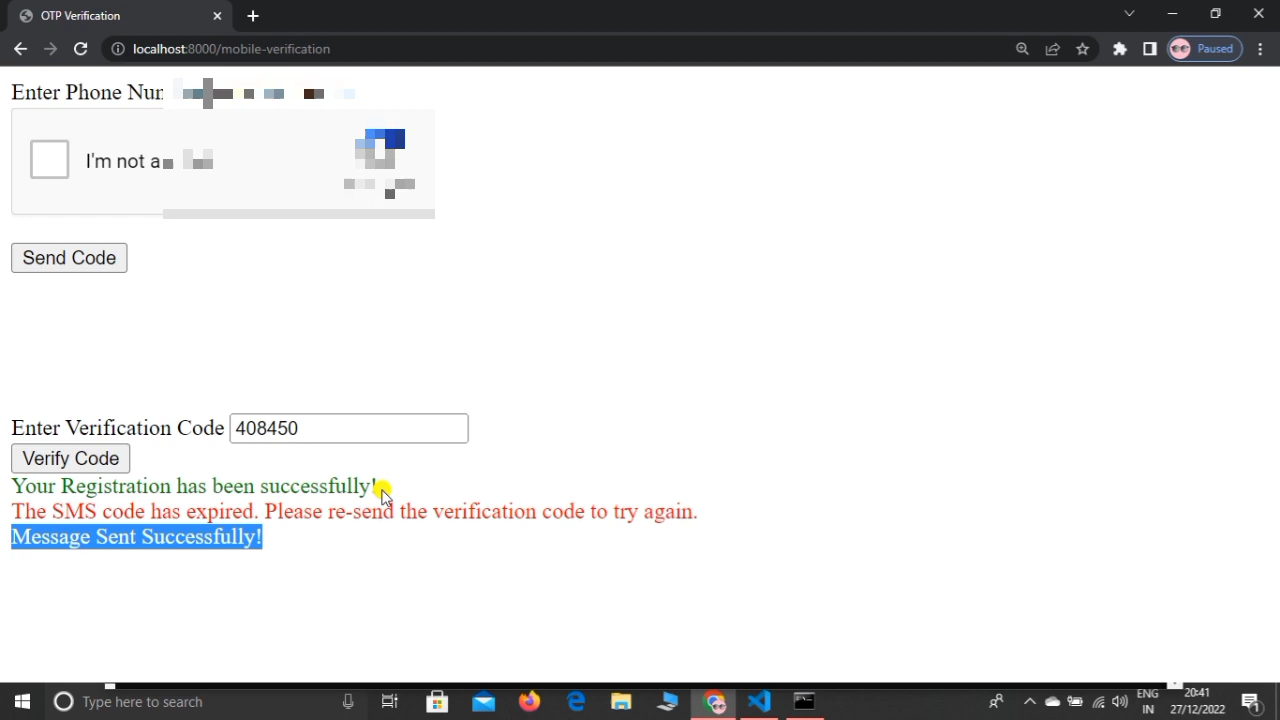 OTP Verification
localhost:8000/mobile-verification
Paused
Enter Phone
I'm not a
Send Code
Enter Verification Code 408450
Verify Code
Your Registration has been successfully!
The SMS code has expired. Please re-send the verification code to try again.
Message Sent Successfully!
Type here to search
ENG
IN
20:41
27/12/2022
1